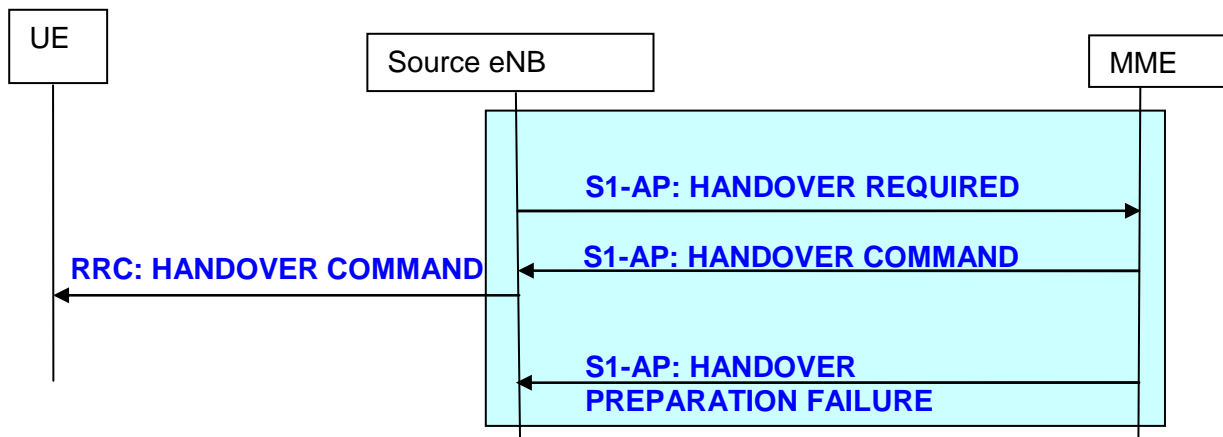 UE
Source eNB
MME
S1-AP: HANDOVER REQUIRED
S1-AP: HANDOVER COMMAND
RRC: HANDOVER COMMAND
S1-AP: HANDOVER
PREPARATION FAILURE